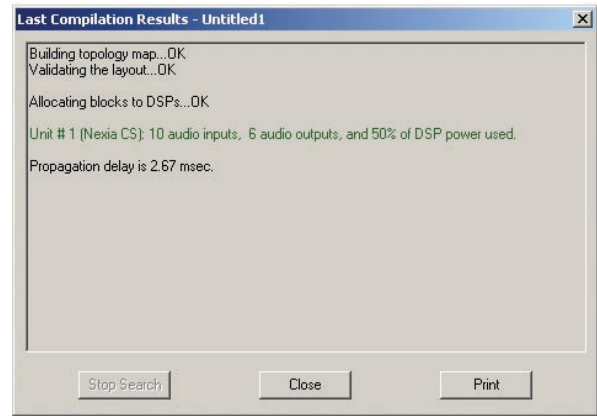 Last Compilation Results - Untitled1
Building topology map...OK
Validating the layout...OK
Allocating blocks to DSPs...OK
Unit # 1 (Nexia CS): 10 audio inputs, 6 audio outputs, and 50% of DSP power used.
Propagation delay is 2.67 msec.
Stop Search Close Print